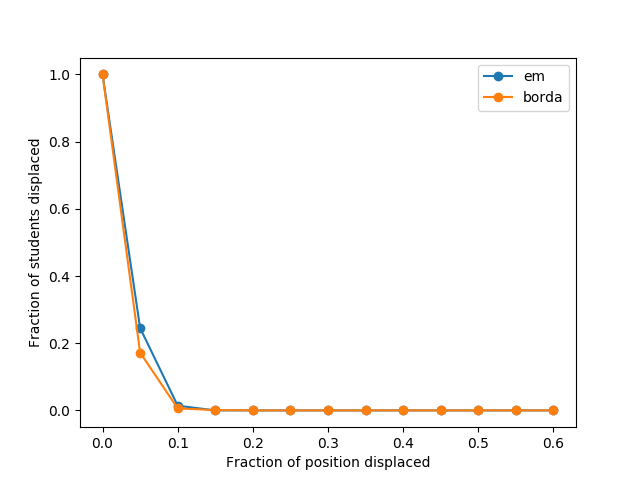 em
borda
1.0
0.8
0.6
0.4
0.2
0.0
Fraction of students displaced
0.0 0.1 0.2 0.3 0.4 0.5 0.6
Fraction of position displaced